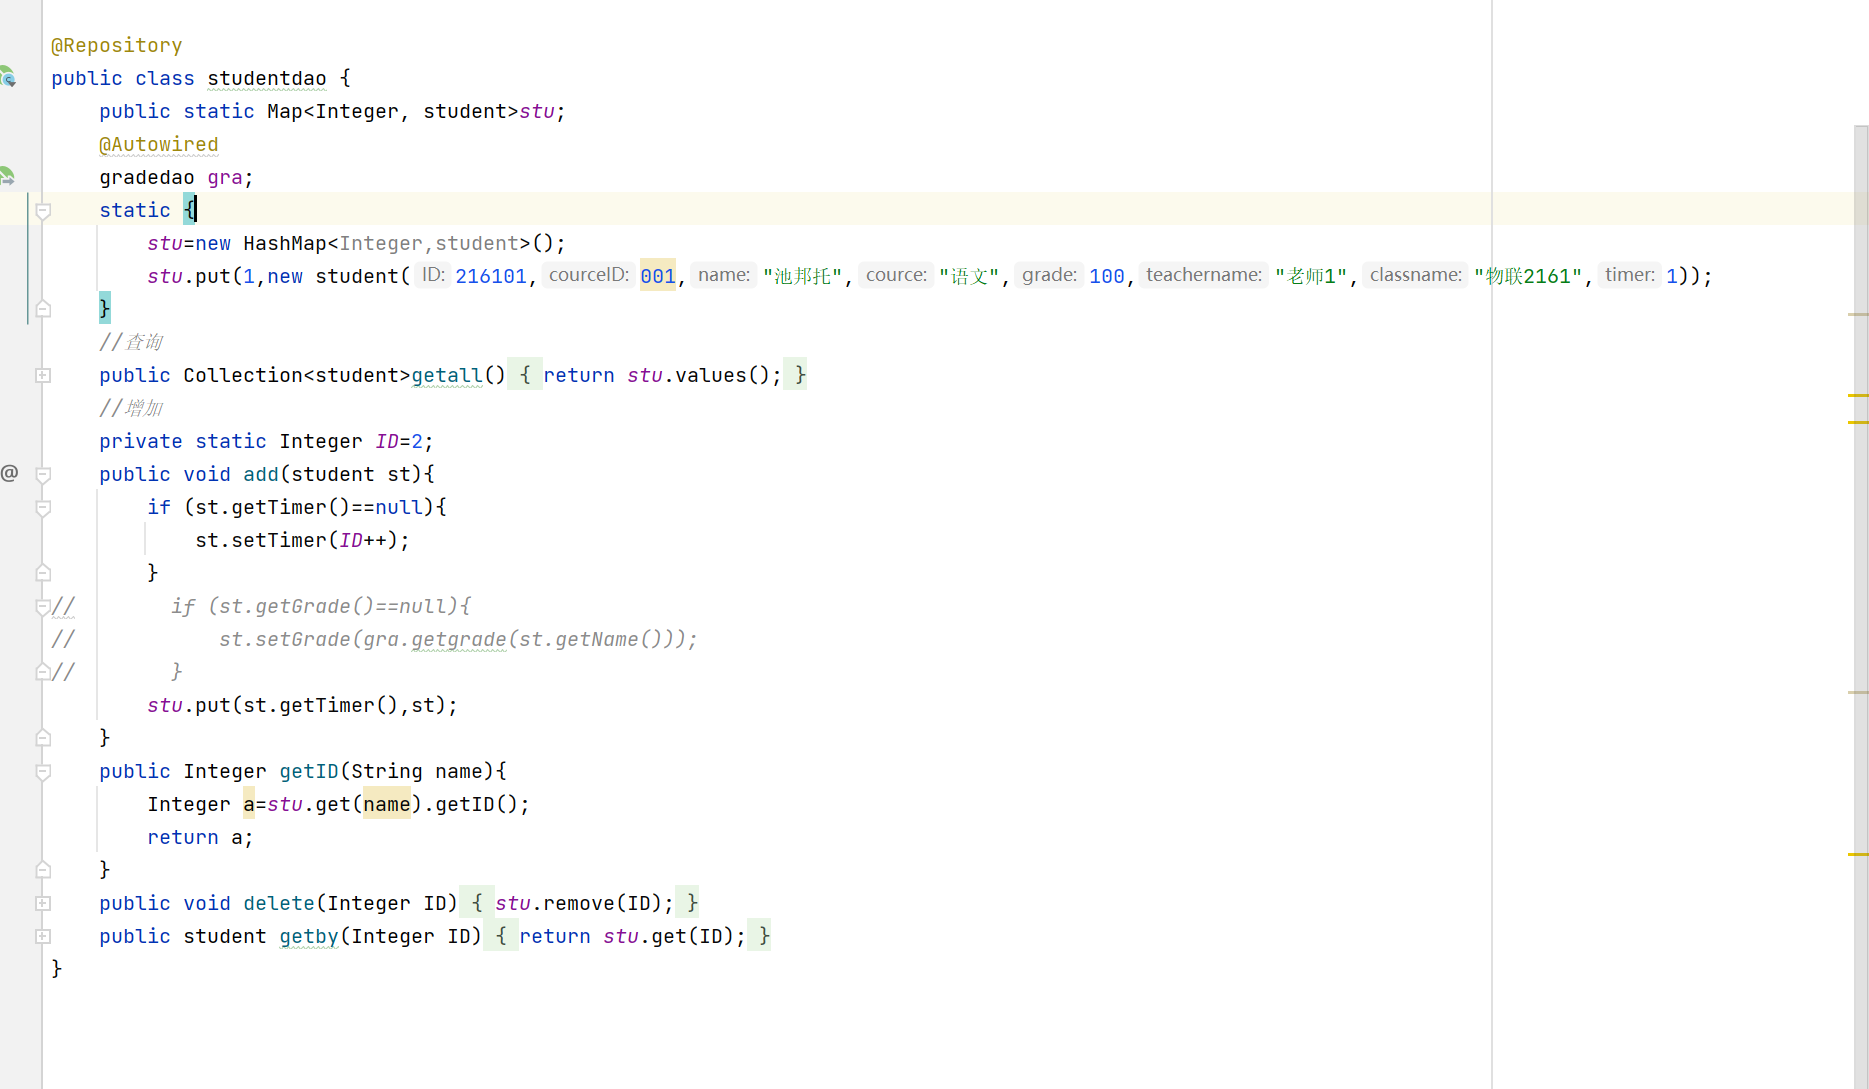 @Repository
public class studentdao {
    public static Map<Integer, student>stu;
    @Autowired
    gradedao gra;
    static {
        stu=new HashMap<Integer,student>();
        stu.put(1,new student( ID: 216101, courceID: 001, name: "池邦托", cource: "语文", grade: 100, teachername: "老师1", classname: "物联2161", timer: 1));
    }
    //查询
    public Collection<student>getall() { return stu.values(); }
    //增加
    private static Integer ID=2;
@
    public void add(student st){
        if (st.getTimer()==null){
            st.setTimer(ID++);
        }
//        if (st.getGrade()==null){
//            st.setGrade(gra.getgrade(st.getName()));
//        }
        stu.put(st.getTimer(),st);
    }
    public Integer getID(String name){
        Integer a=stu.get(name).getID();
        return a;
    }
    public void delete(Integer ID) { stu.remove(ID); }
    public student getby(Integer ID) { return stu.get(ID); }
}